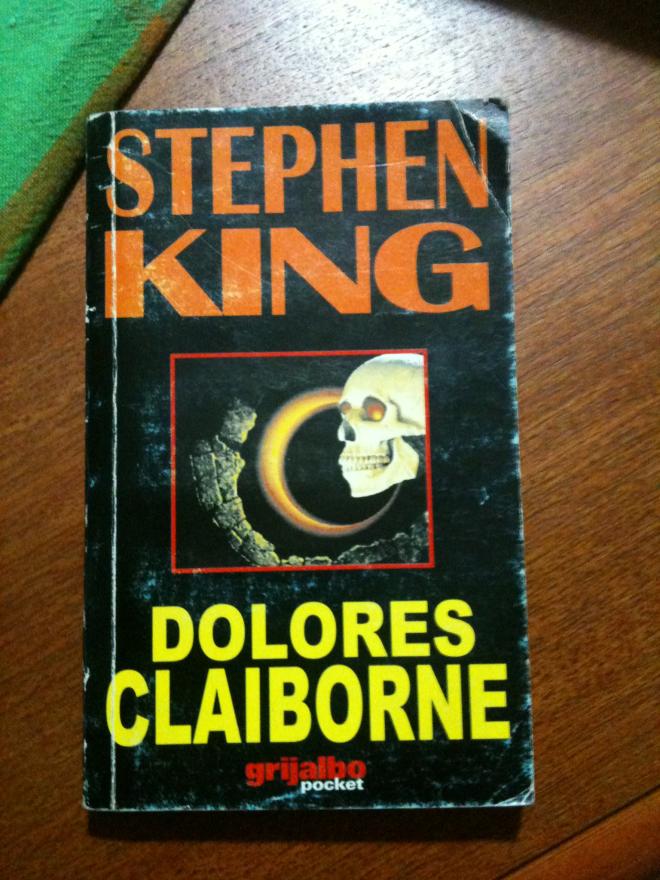 STEPHEN
KING
DOLORES
CLAIBORNE
grijalbo
pocket